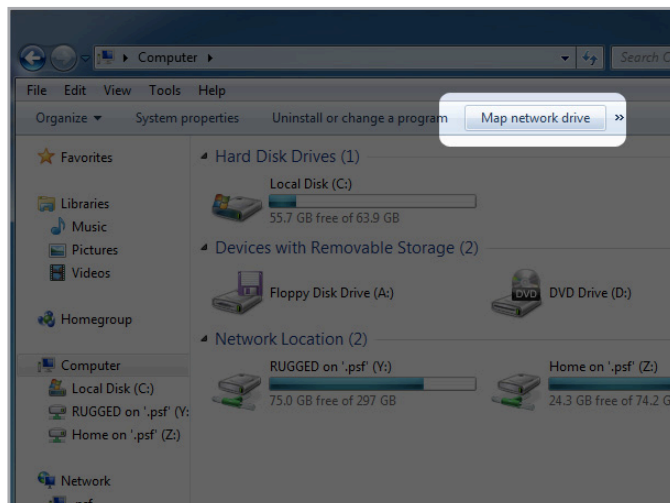 Computer
Search C
File Edit View Tools Help
Organize System properties Uninstall or change a program Map network drive »
Favorites
Libraries
Music
Pictures
Videos
Homegroup
Computer
Local Disk (C:)
RUGGED on '.psf' (Y:
Home on '.psf' (Z:)
Network
.psf
Hard Disk Drives (1)
Local Disk (C:)
55.7 GB free of 63.9 GB
Devices with Removable Storage (2)
Floppy Disk Drive (A:)
DVD
DVD Drive (D:)
Network Location (2)
RUGGED on '.psf' (Y:)
75.0 GB free of 297 GB
Home on '.psf' (Z:)
24.3 GB free of 74.2 G